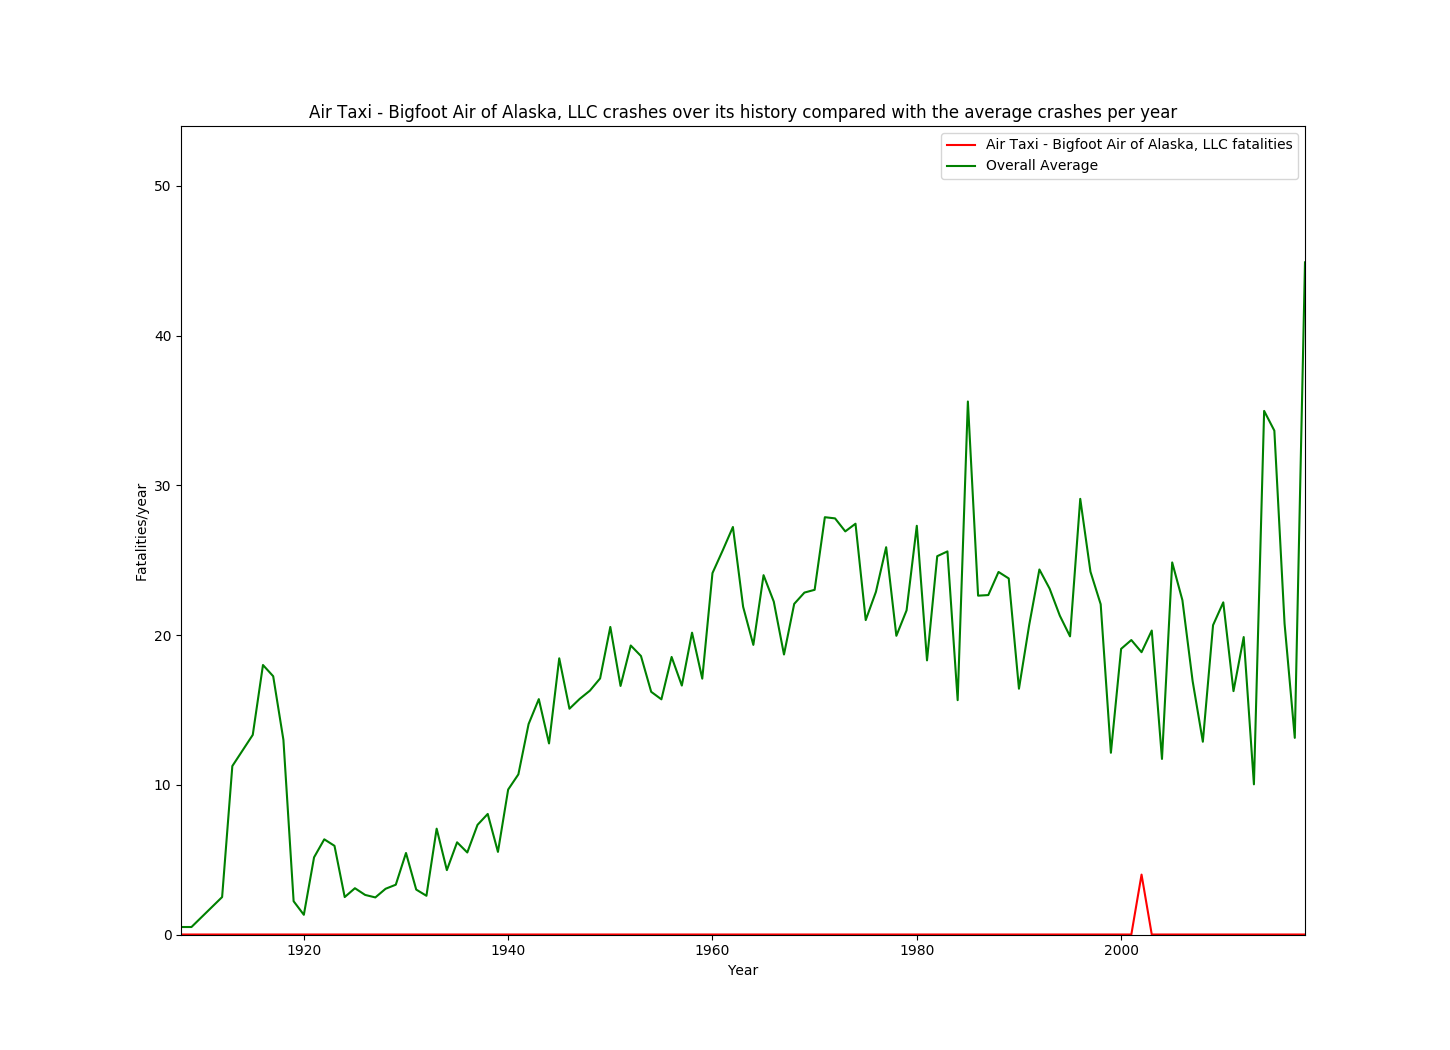 Air Taxi - Bigfoot Air of Alaska, LLC crashes over its history compared with the average crashes per year
Air Taxi - Bigfoot Air of Alaska, LLC fatalities
Overall Average
50
40
30
20
10
0
Fatalities/year
1920 1940 1960 1980 2000
Year